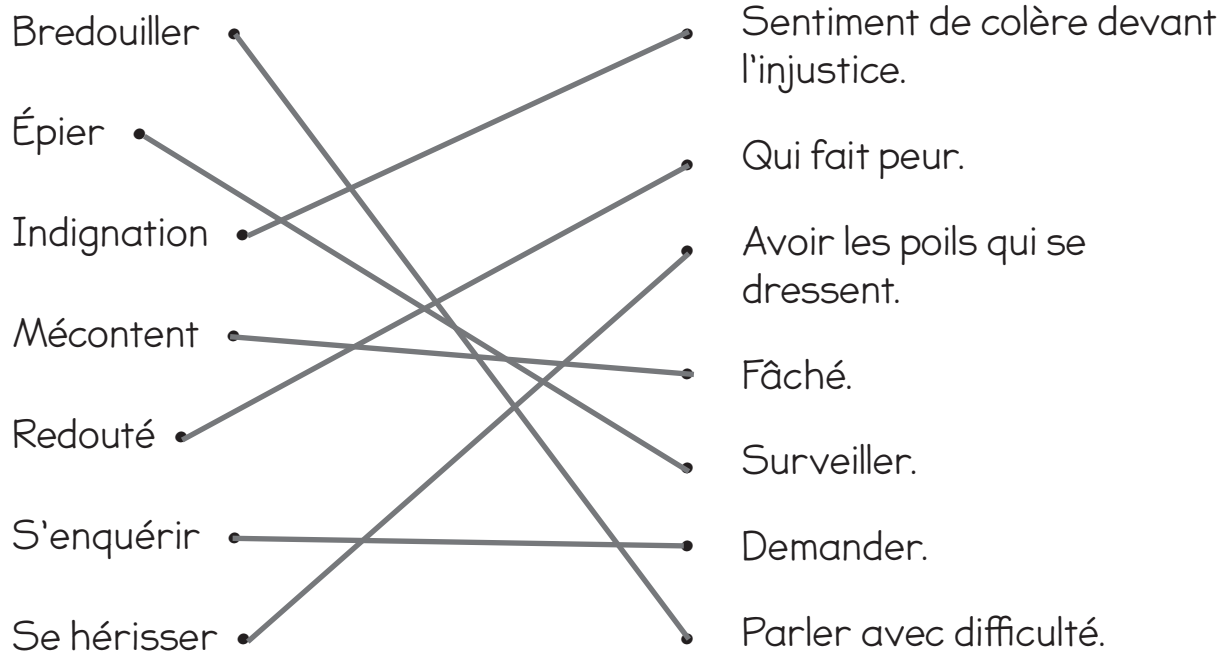 Bredouiller
Épier
Indignation
Mécontent
Redouté
S'enquérir
Se hérisser
Sentiment de colère devant
l'injustice.
Qui fait peur.
Avoir les poils qui se
dressent.
Fâché.
Surveiller.
Demander.
Parler avec difficulté.